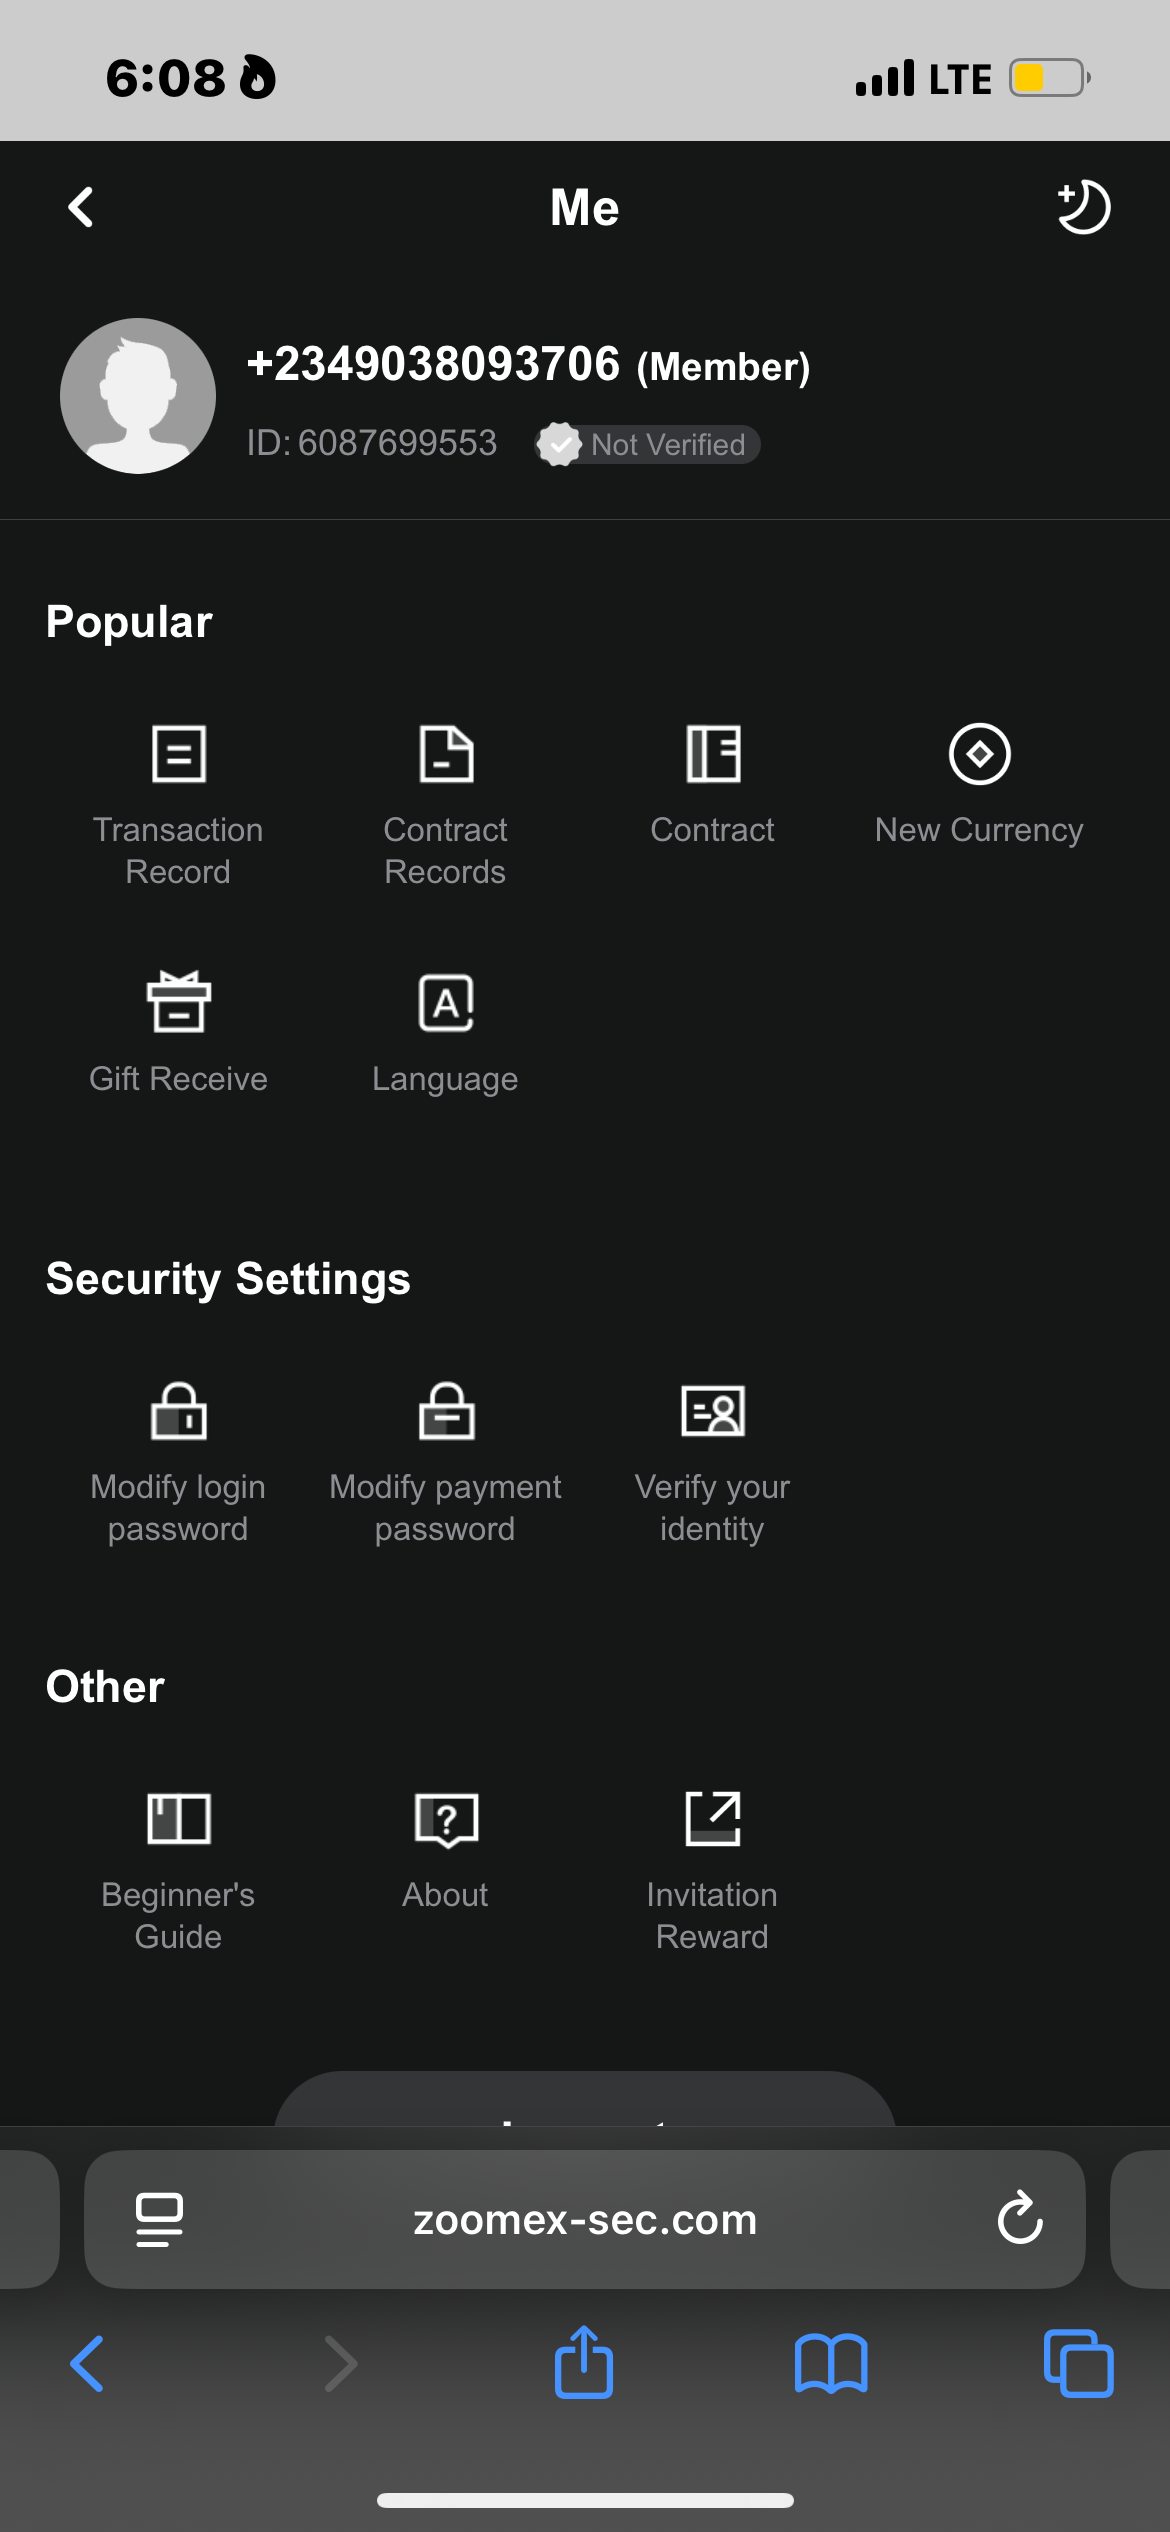 6:08 LTE
Me
+2349038093706 (Member)
ID: 6087699553 Not Verified
Popular
Transaction Record
Contract Records
Contract
New Currency
Gift Receive
Language
Security Settings
Modify login password
Modify payment password
Verify your identity
Other
Beginner's Guide
About
Invitation Reward
zoomex-sec.com